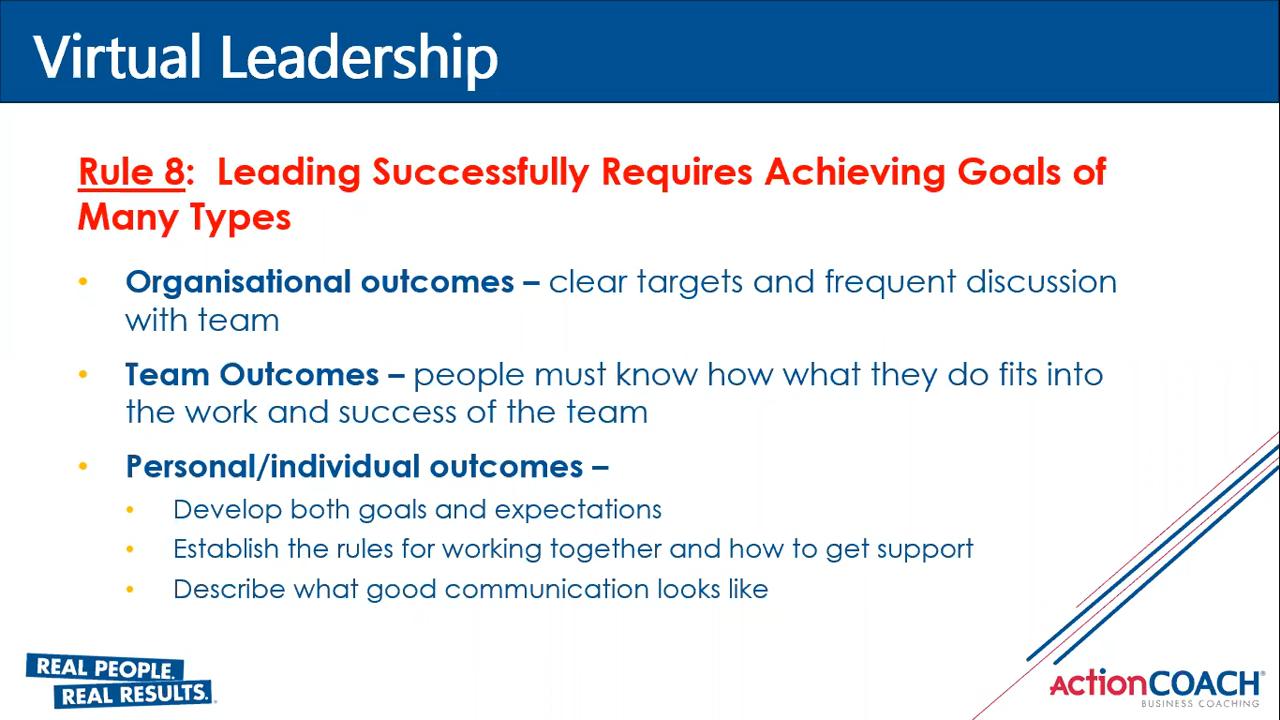 Virtual Leadership
Rule 8:  Leading Successfully Requires Achieving Goals of
Many Types
• Organisational outcomes – clear targets and frequent discussion
with team
• Team Outcomes – people must know how what they do fits into
the work and success of the team
• Personal/individual outcomes –
• Develop both goals and expectations
• Establish the rules for working together and how to get support
• Describe what good communication looks like
REAL PEOPLE.
REAL RESULTS.
ActionCOACH®
BUSINESS COACHING